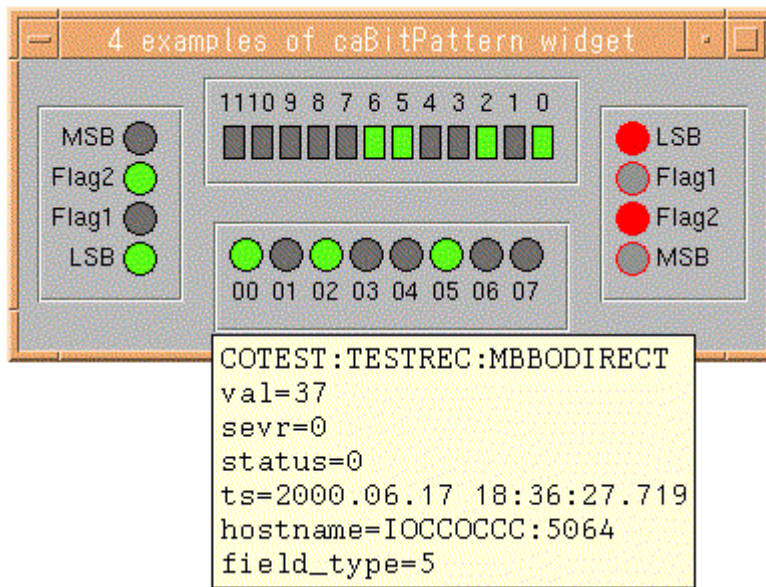 4 examples of caBitPattern widget
1110 9 8 7 6 5 4 3 2 1 0
MSB
Flag2
Flag1
LSB
LSB
Flag1
Flag2
MSB
00 01 02 03 04 05 06 07
COTEST:TESTREC:MBBODIRECT
val=37
sevr=0
status=0
ts=2000.06.17 18:36:27.719
hostname=IOCCOCCC:5064
field_type=5